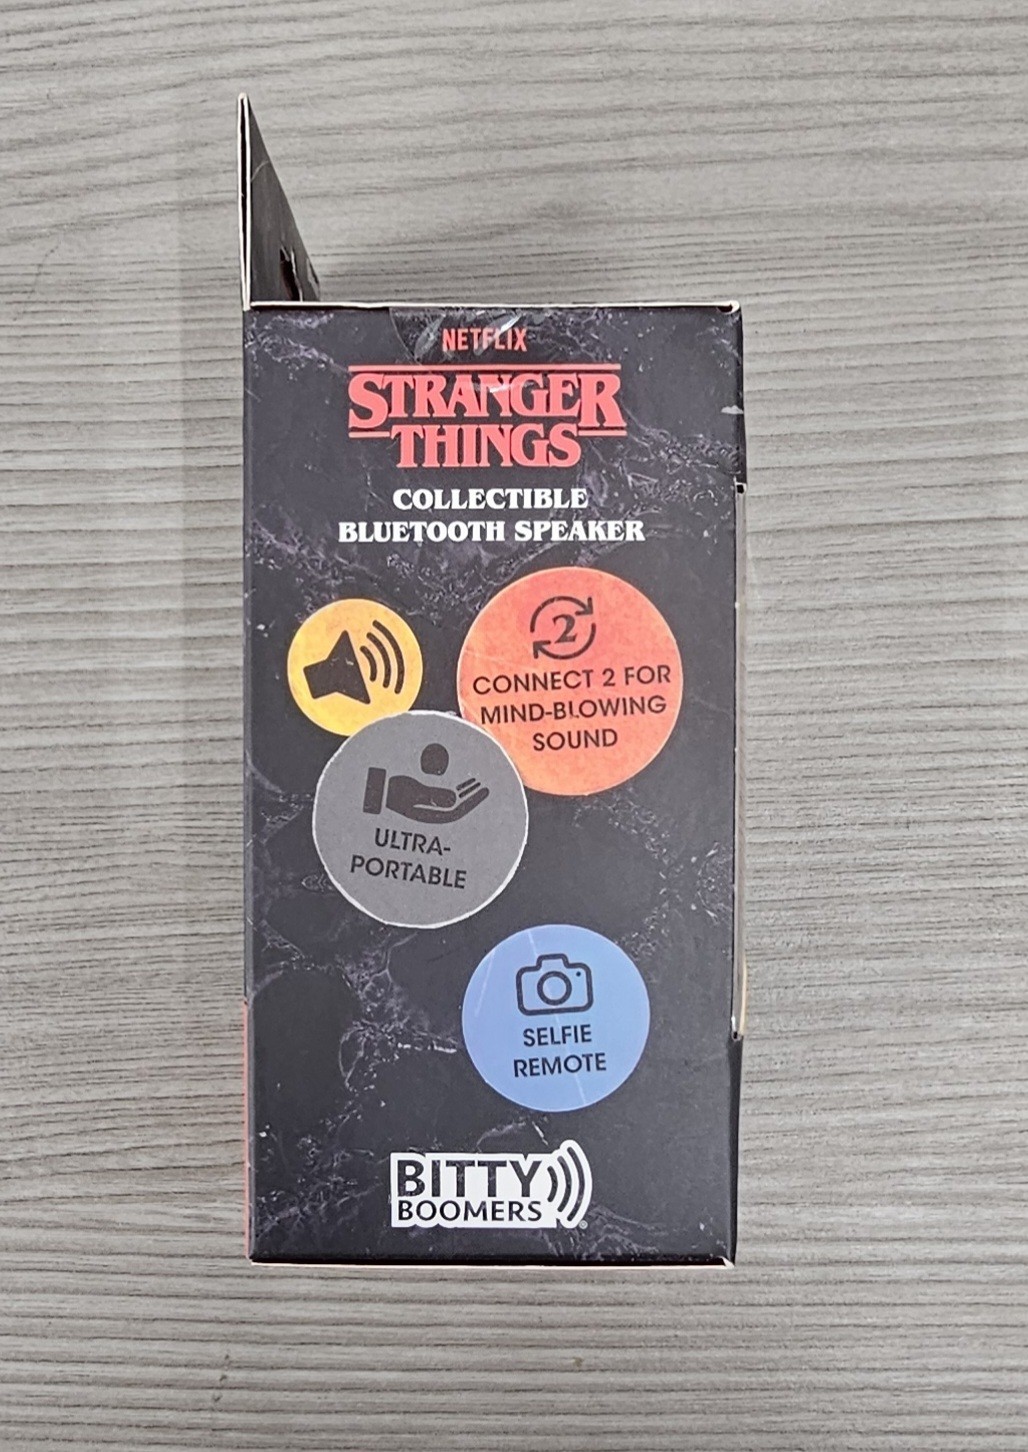 NETFLIX
STRANGER
THINGS
COLLECTIBLE
BLUETOOTH SPEAKER
2
CONNECT 2 FOR
MIND-BLOWING
SOUND
ULTRA-
PORTABLE
SELFIE
REMOTE
BITTY
BOOMERS®